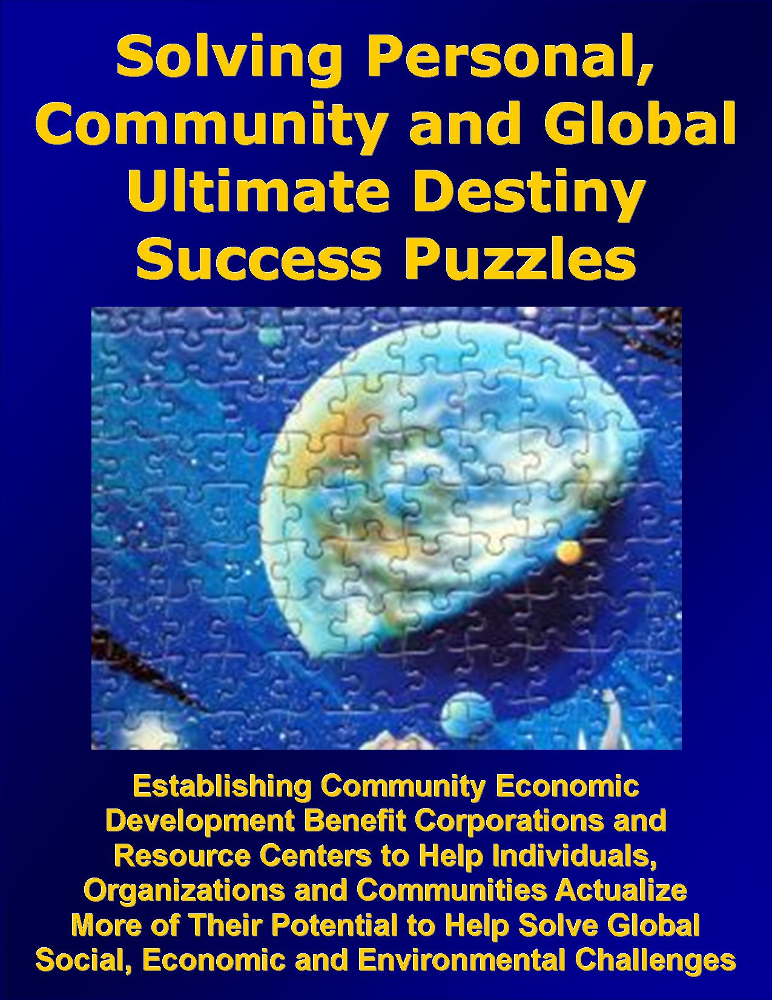 Solving Personal,
Community and Global
Ultimate Destiny
Success Puzzles
Establishing Community Economic
Development Benefit Corporations and
Resource Centers to Help Individuals,
Organizations and Communities Actualize
More of Their Potential to Help Solve Global
Social, Economic and Environmental Challenges